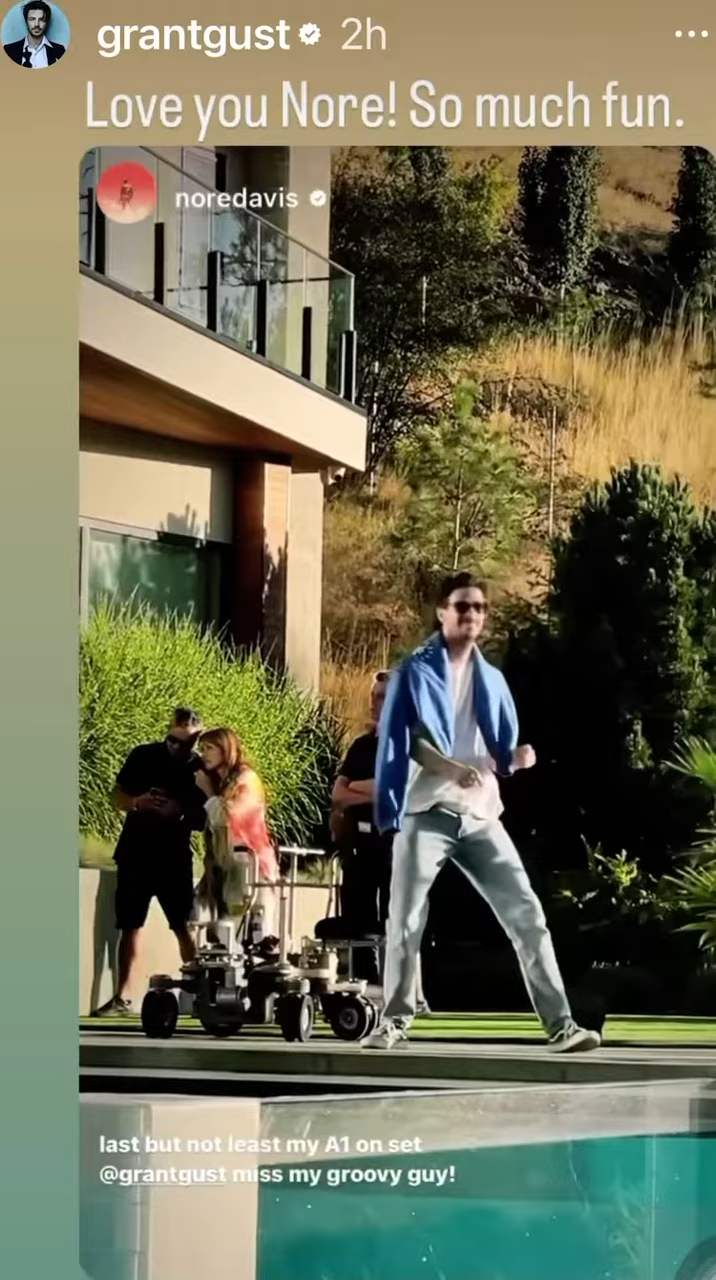 grantgust 2h
Love you Nore! So much fun.
noredavis
last but not least my A1 on set
@grantgust miss my groovy guy!